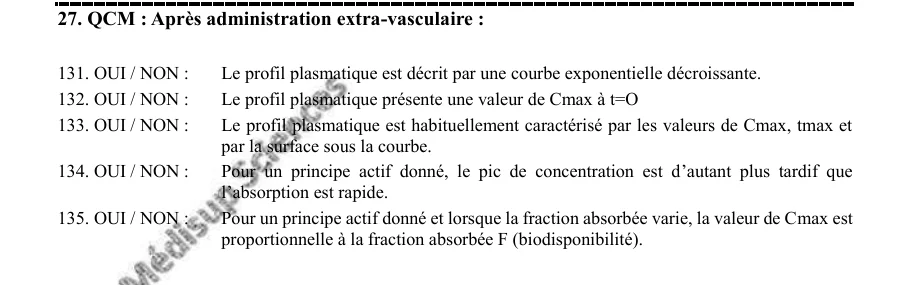 27. QCM : Après administration extra-vasculaire :
131. OUI / NON : Le profil plasmatique est décrit par une courbe exponentielle décroissante.
132. OUI / NON : Le profil plasmatique présente une valeur de Cmax à t=O
133. OUI / NON : Le profil plasmatique est habituellement caractérisé par les valeurs de Cmax, tmax et
par la surface sous la courbe.
134. OUI / NON : Pour un principe actif donné, le pic de concentration est d’autant plus tardif que
l’absorption est rapide.
135. OUI / NON : Pour un principe actif donné et lorsque la fraction absorbée varie, la valeur de Cmax est
proportionnelle à la fraction absorbée F (biodisponibilité).
Médisup Sciences